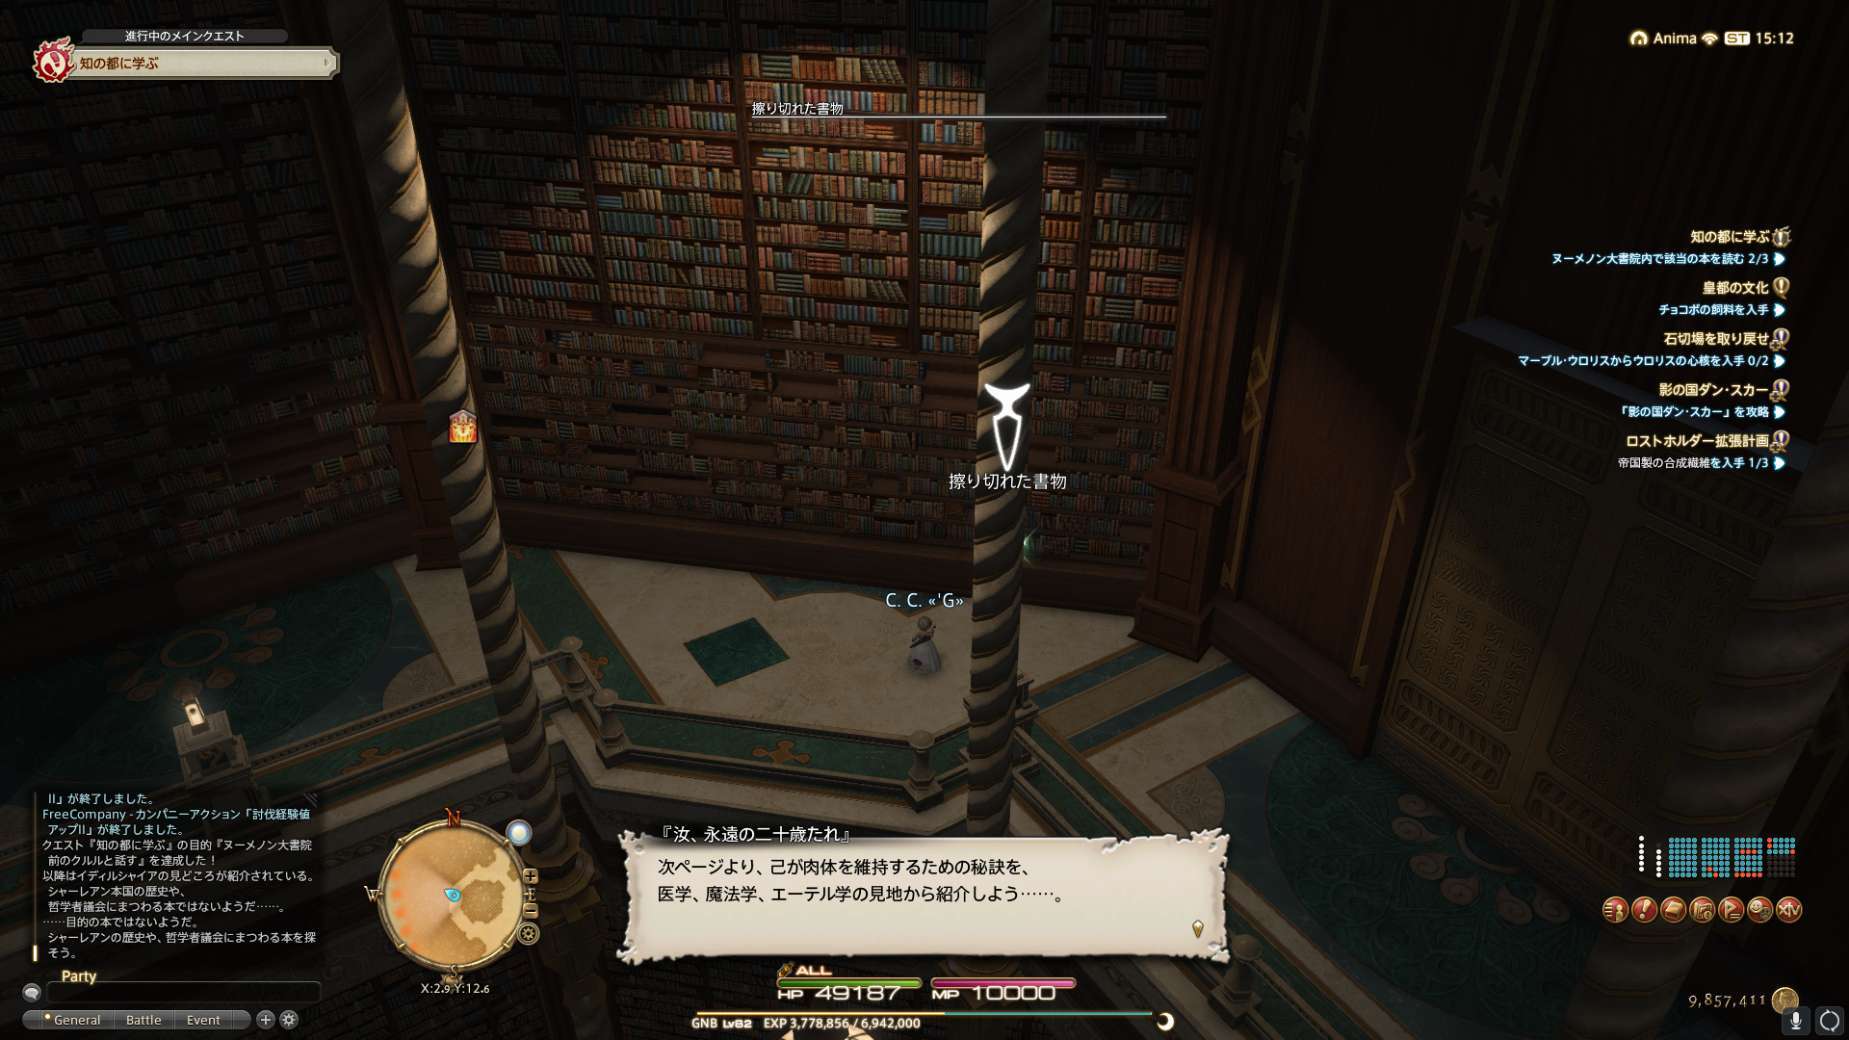 進行中のメインクエスト
知の都に学ぶ
Anima ST 15:12
擦り切れた書物
知の都に学ぶ
ヌーメノン大書院内で該当の本を読む 2/3
皇都の文化
チョコボの飼料を入手
石切場を取り戻せ
マーブル・ウロリスからウロリスの心核を入手 0/2
影の国ダン・スカー
「影の国ダン・スカー」を攻略
ロストホルダー拡張計画
帝国製の合成繊維を入手 1/3
擦り切れた書物
C. C. «'G»
II」が終了しました。
FreeCompany - カンパニーアクション「討伐経験値
アップII」が終了しました。
クエスト『知の都に学ぶ』の目的『ヌーメノン大書院
前のクルルと話す』を達成した！
以降はイディルシャイアの見どころが紹介されている。
シャーレアン本国の歴史や、
哲学者議会にまつわる本ではないようだ……。
……目的の本ではないようだ。
シャーレアンの歴史や、哲学者議会にまつわる本を探
そう。
Party
General Battle Event
N
W
E
S
X:2.9 Y:12.6
『汝、永遠の二十歳たれ』
次ページより、己が肉体を維持するための秘訣を、
医学、魔法学、エーテル学の見地から紹介しよう……。
ALL
HP 49187 MP 10000
GNB Lv82 EXP 3,778,856 / 6,942,000
XIV
9,857,411